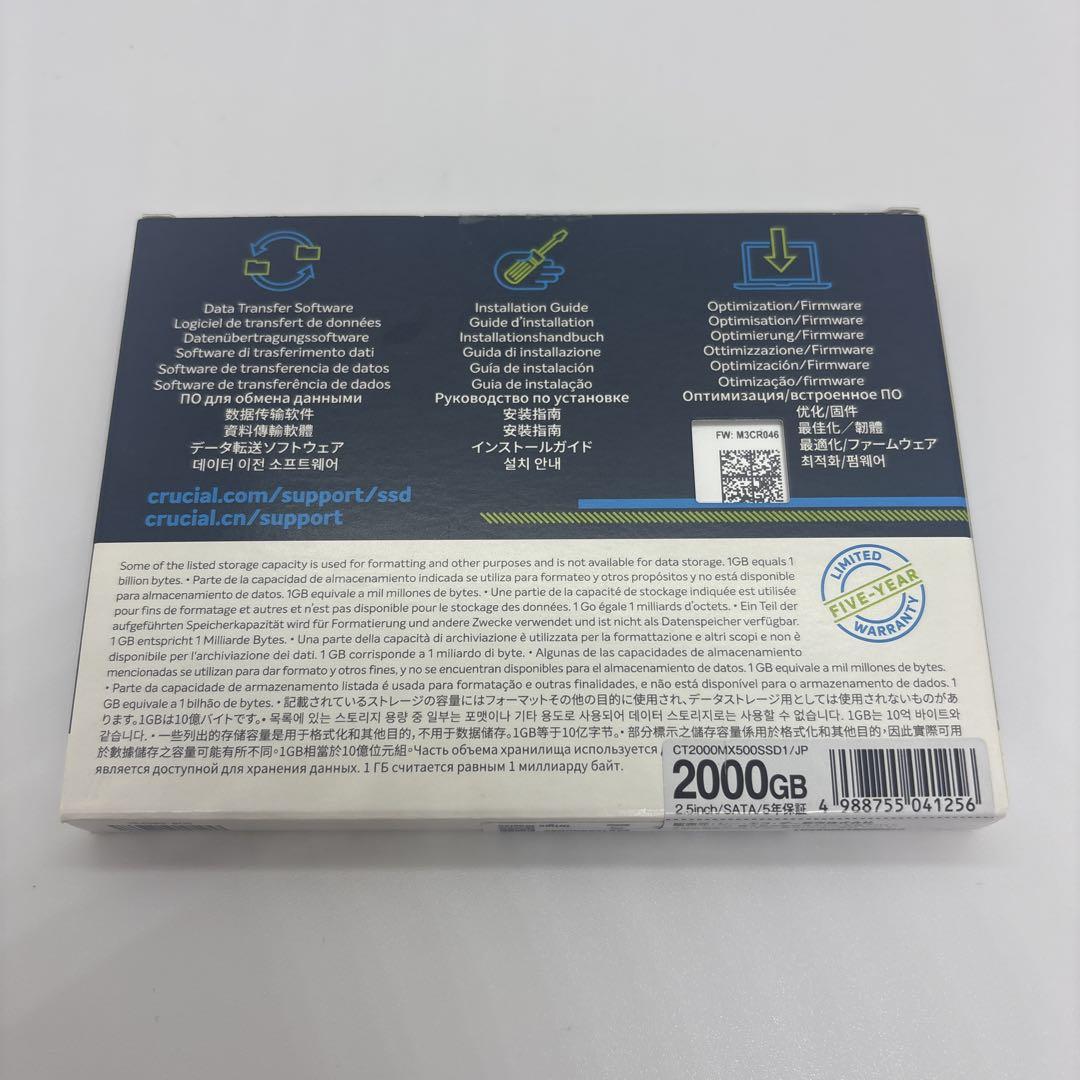 Data Transfer Software
Logiciel de transfert de données
Datenübertragungssoftware
Software di trasferimento dati
Software de transferencia de datos
Software de transferência de dados
ПО для обмена данными
数据传输软件
資料傳輸軟體
データ転送ソフトウェア
데이터 이전 소프트웨어
crucial.com/support/ssd
crucial.cn/support
Installation Guide
Guide d'installation
Installationshandbuch
Guida di installazione
Guía de instalación
Guia de instalação
Руководство по установке
安装指南
安裝指南
インストールガイド
설치 안내
Optimization/Firmware
Optimisation/Firmware
Optimierung/Firmware
Ottimizzazione/Firmware
Optimización/Firmware
Otimização/firmware
Оптимизация/встроенное ПО
优化/固件
最佳化／韌體
最適化/ファームウェア
최적화/펌웨어
FW: M3CR046
Some of the listed storage capacity is used for formatting and other purposes and is not available for data storage. 1GB equals 1
billion bytes. • Parte de la capacidad de almacenamiento indicada se utiliza para formateo y otros propósitos y no está disponible
para almacenamiento de datos. 1GB equivale a mil millones de bytes. • Une partie de la capacité de stockage indiquée est utilisée
pour fins de formatage et autres et n'est pas disponible pour le stockage des données. 1 Go égale 1 milliards d'octets. • Ein Teil der
aufgeführten Speicherkapazität wird für Formatierung und andere Zwecke verwendet und ist nicht als Datenspeicher verfügbar.
1 GB entspricht 1 Milliarde Bytes. • Una parte della capacità di archiviazione è utilizzata per la formattazione e altri scopi e non è
disponibile per l'archiviazione dei dati. 1 GB corrisponde a 1 miliardo di byte. • Algunas de las capacidades de almacenamiento
mencionadas se utilizan para dar formato y otros fines, y no se encuentran disponibles para el almacenamiento de datos. 1 GB equivale a mil millones de bytes.
• Parte da capacidade de armazenamento listada é usada para formatação e outras finalidades, e não está disponível para o armazenamento de dados. 1
GB equivale a 1 bilhão de bytes. • 記載されているストレージの容量にはフォーマットその他の目的に使用され、データストレージ用としては使用されないものがあ
ります。1GBは10億バイトです。• 목록에 있는 스토리지 용량 중 일부는 포맷이나 기타 용도로 사용되어 데이터 스토리지로는 사용할 수 없습니다. 1GB는 10억 바이트와
같습니다. • 一些列出的存储容量是用于格式化和其他目的，不用于数据储存。1GB等于10亿字节。• 部分標示之儲存容量係用於格式化和其他目的，因此實際可用
於數據儲存之容量可能有所不同。1GB相當於10億位元組。•Часть объема хранилища используется
является доступной для хранения данных. 1 ГБ считается равным 1 миллиарду байт.
LIMITED
FIVE-YEAR
WARRANTY
CT2000MX500SSD1/JP
2000GB
2.5inch/SATA/5年保証
4 988755 041256